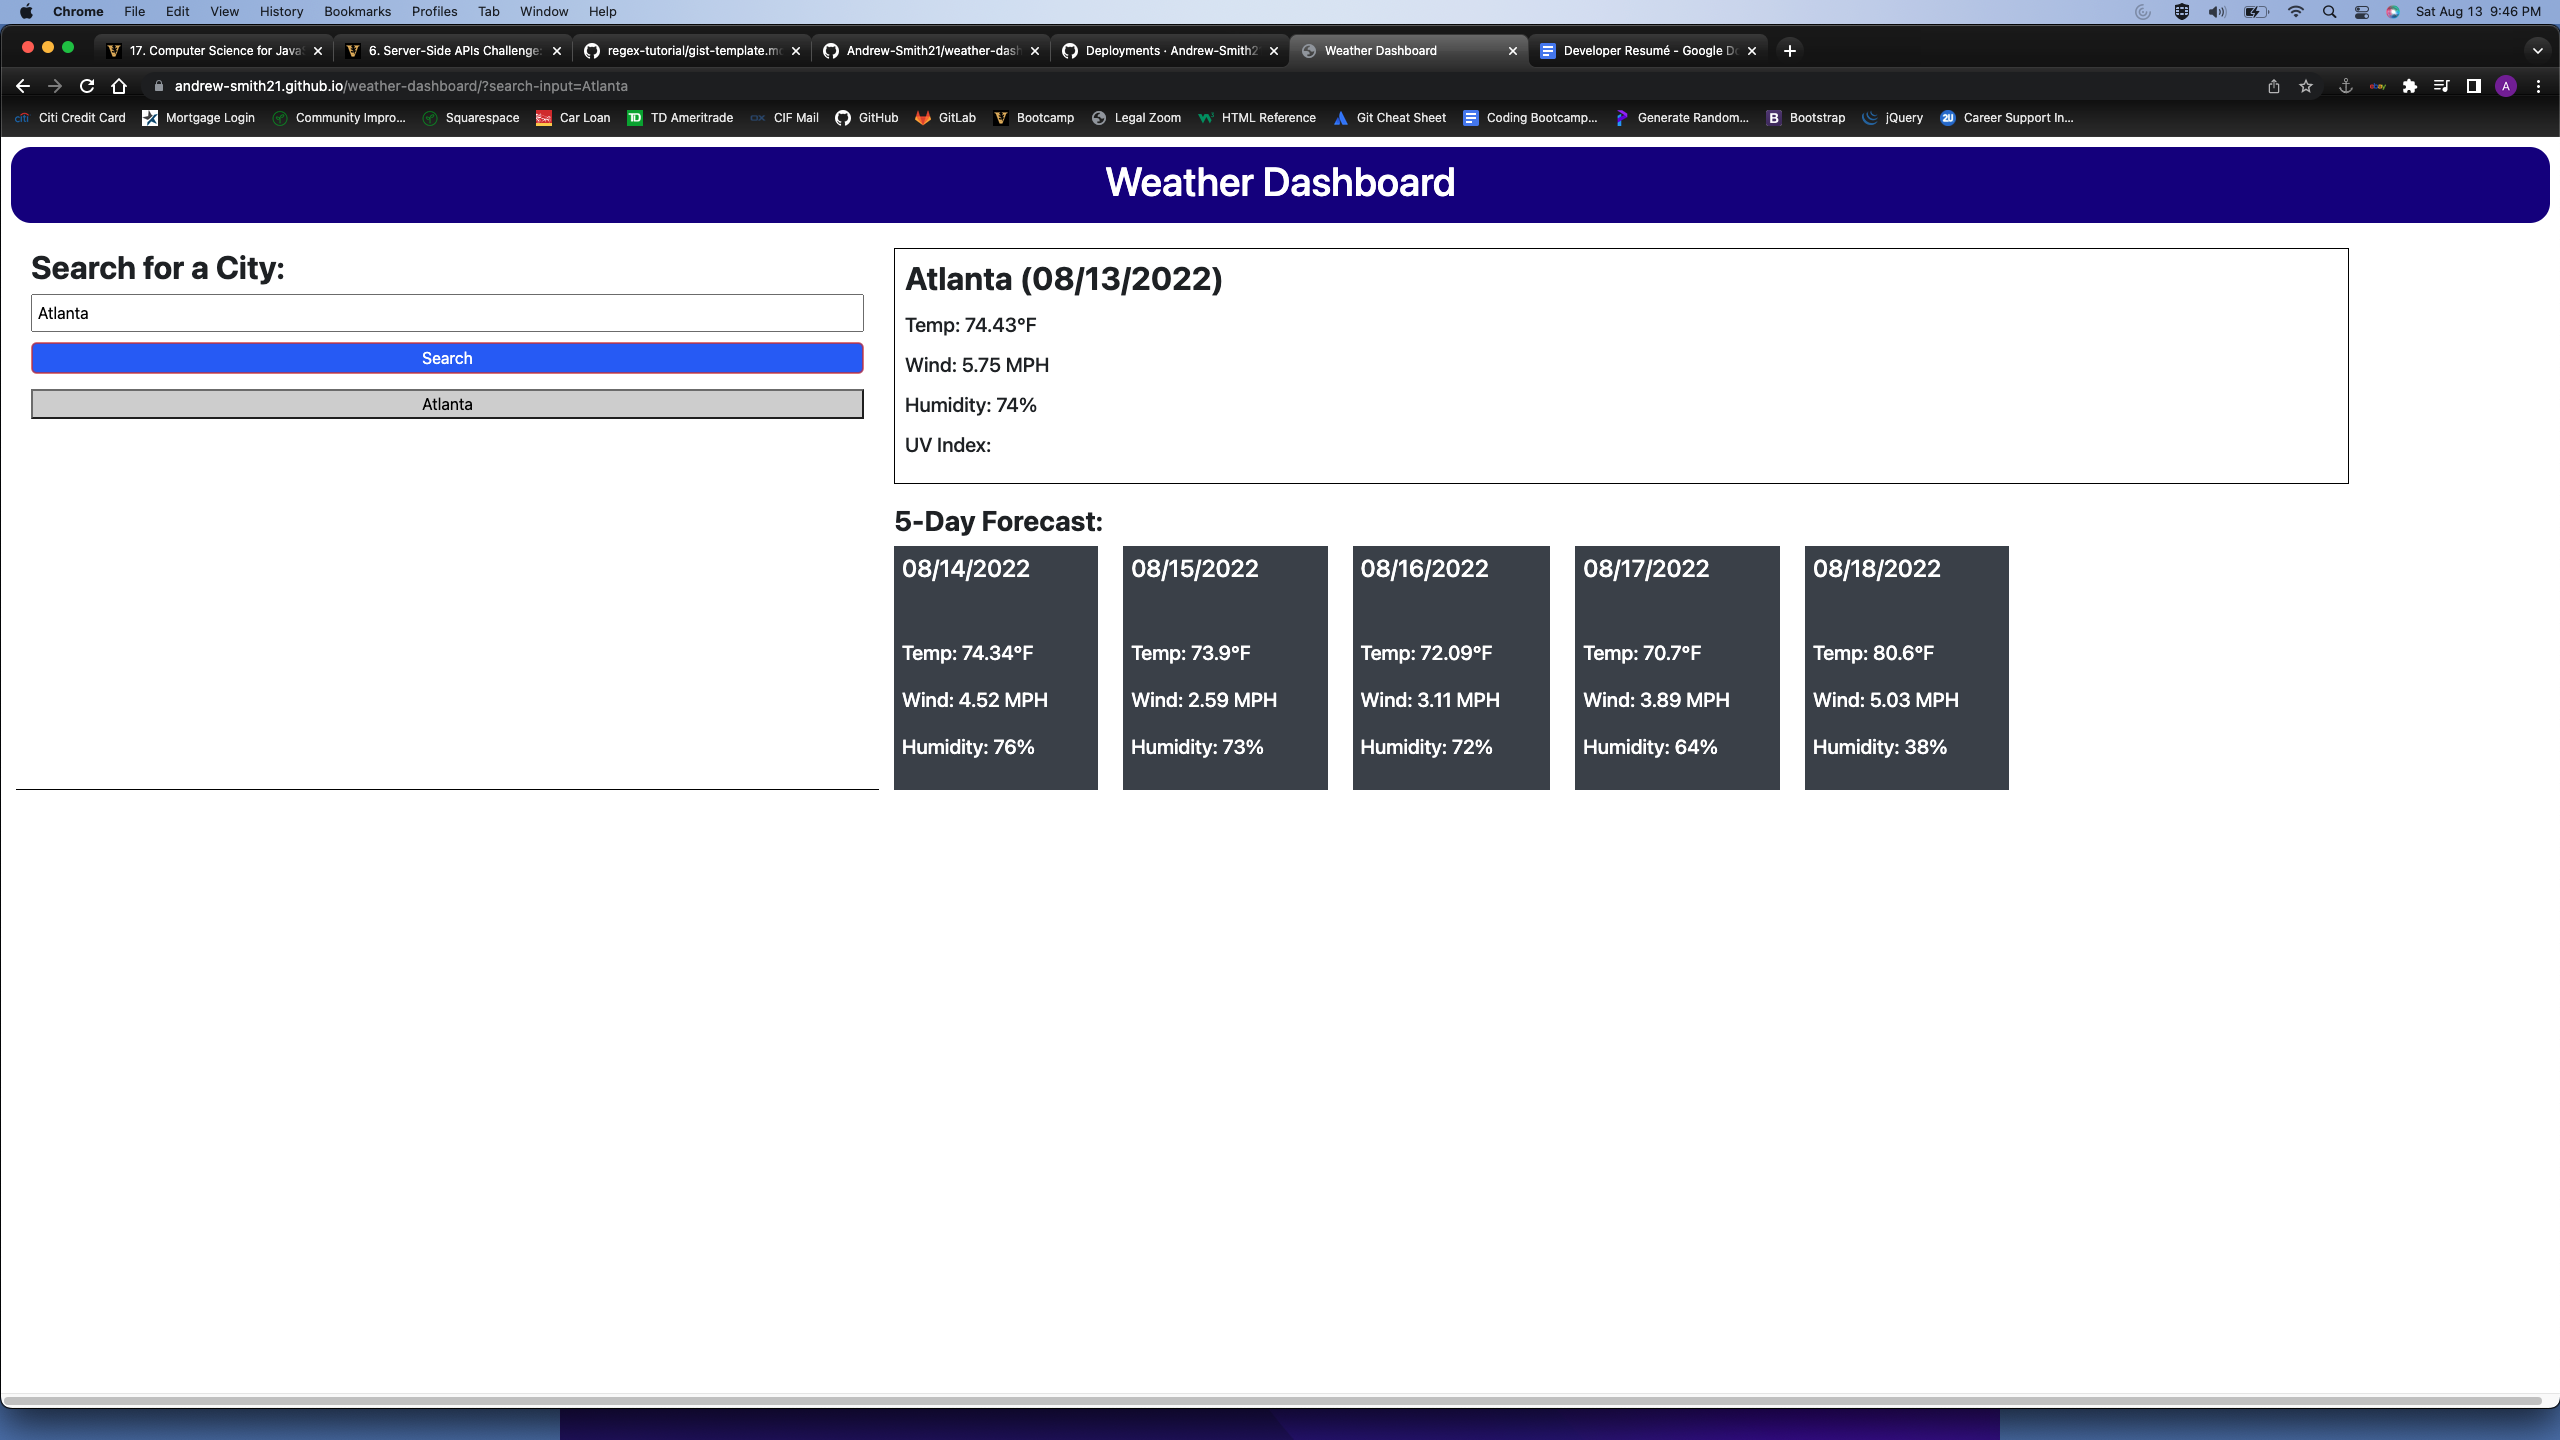 Chrome File Edit View History Bookmarks Profiles Tab Window Help Sat Aug 13 9:46 PM
17. Computer Science for Java 6. Server-Side APIs Challenge: regex-tutorial/gist-template.md Andrew-Smith21/weather-dash Deployments · Andrew-Smith2 Weather Dashboard Developer Resumé - Google Do
andrew-smith21.github.io/weather-dashboard/?search-input=Atlanta ebay A
citi Citi Credit Card Mortgage Login Community Impro... Squarespace Car Loan TD TD Ameritrade CIF Mail GitHub GitLab Bootcamp Legal Zoom HTML Reference Git Cheat Sheet Coding Bootcamp... Generate Random... B Bootstrap jQuery 2U Career Support In...
Weather Dashboard
Search for a City:
Atlanta
Search
Atlanta
Atlanta (08/13/2022)
Temp: 74.43°F
Wind: 5.75 MPH
Humidity: 74%
UV Index:
5-Day Forecast:
08/14/2022
Temp: 74.34°F
Wind: 4.52 MPH
Humidity: 76%
08/15/2022
Temp: 73.9°F
Wind: 2.59 MPH
Humidity: 73%
08/16/2022
Temp: 72.09°F
Wind: 3.11 MPH
Humidity: 72%
08/17/2022
Temp: 70.7°F
Wind: 3.89 MPH
Humidity: 64%
08/18/2022
Temp: 80.6°F
Wind: 5.03 MPH
Humidity: 38%